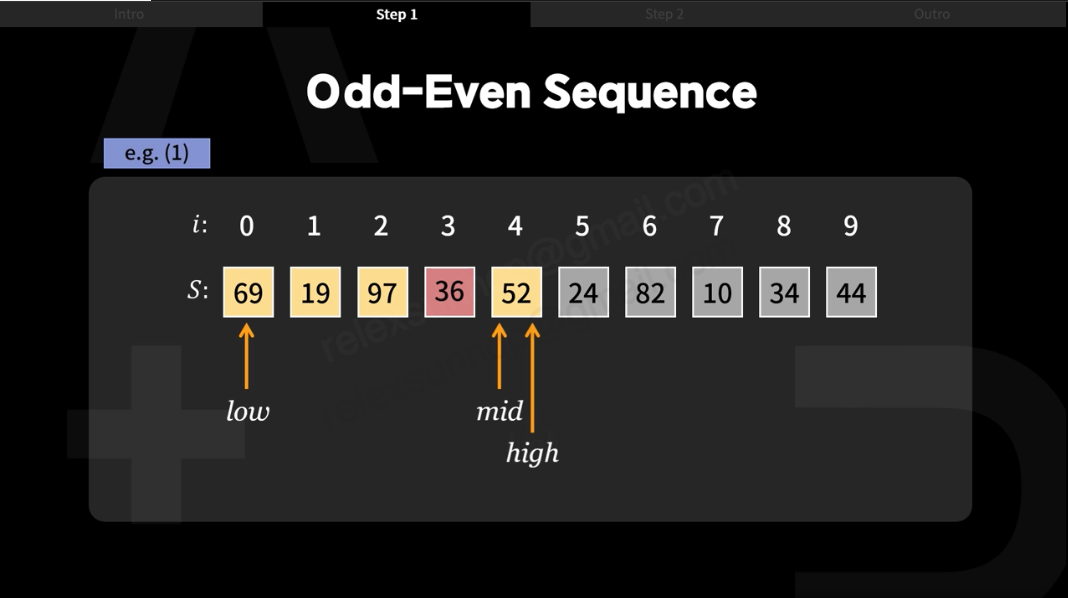 Intro Step 1 Step 2 Outro
Odd-Even Sequence
e.g. (1)
i: 0 1 2 3 4 5 6 7 8 9
S: 69 19 97 36 52 24 82 10 34 44
low mid
high